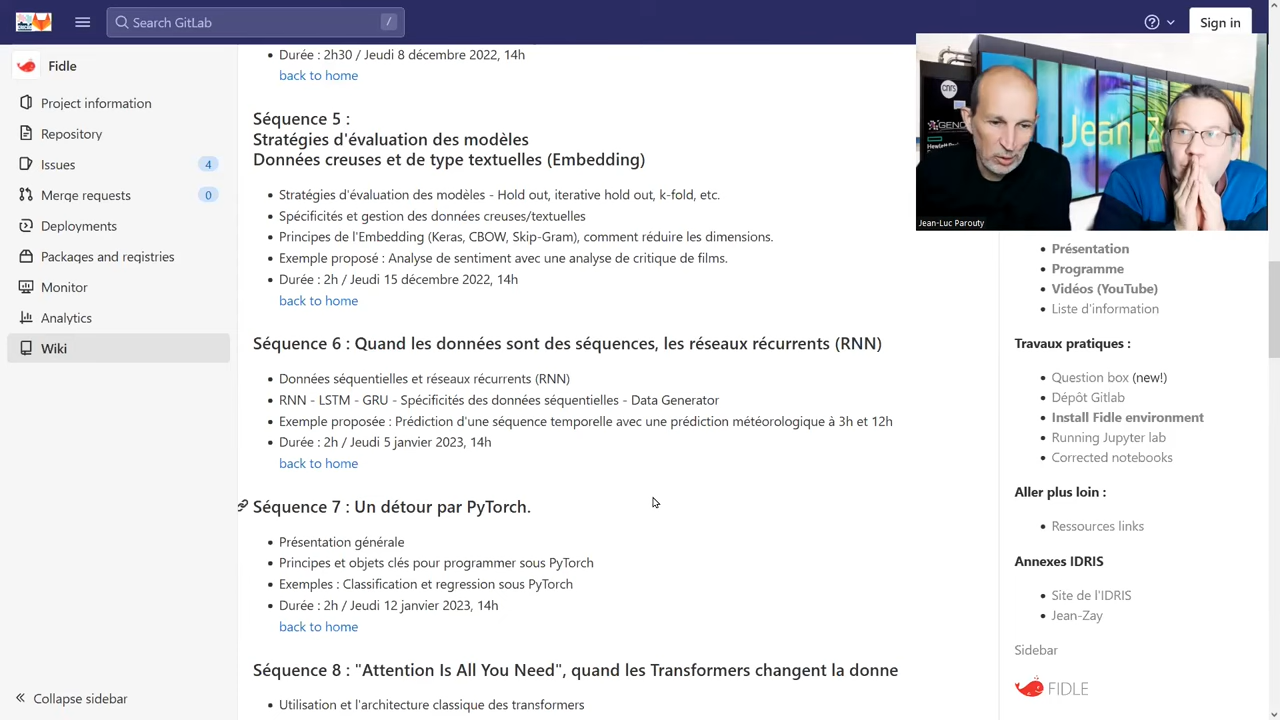 Search GitLab
/
Sign in
Fidle
Project information
Repository
Issues
4
Merge requests
0
Deployments
Packages and registries
Monitor
Analytics
Wiki
Collapse sidebar
Durée : 2h30 / Jeudi 8 décembre 2022, 14h
back to home
Séquence 5 :
Stratégies d'évaluation des modèles
Données creuses et de type textuelles (Embedding)
Stratégies d'évaluation des modèles - Hold out, iterative hold out, k-fold, etc.
Spécificités et gestion des données creuses/textuelles
Principes de l'Embedding (Keras, CBOW, Skip-Gram), comment réduire les dimensions.
Exemple proposé : Analyse de sentiment avec une analyse de critique de films.
Durée : 2h / Jeudi 15 décembre 2022, 14h
back to home
Séquence 6 : Quand les données sont des séquences, les réseaux récurrents (RNN)
Données séquentielles et réseaux récurrents (RNN)
RNN - LSTM - GRU - Spécificités des données séquentielles - Data Generator
Exemple proposée : Prédiction d'une séquence temporelle avec une prédiction météorologique à 3h et 12h
Durée : 2h / Jeudi 5 janvier 2023, 14h
back to home
Séquence 7 : Un détour par PyTorch.
Présentation générale
Principes et objets clés pour programmer sous PyTorch
Exemples : Classification et regression sous PyTorch
Durée : 2h / Jeudi 12 janvier 2023, 14h
back to home
Séquence 8 : "Attention Is All You Need", quand les Transformers changent la donne
Utilisation et l'architecture classique des transformers
cnrs
GENCI
Jean Zay
Jean-Luc Parouty
Présentation
Programme
Vidéos (YouTube)
Liste d'information
Travaux pratiques :
Question box (new!)
Dépôt Gitlab
Install Fidle environment
Running Jupyter lab
Corrected notebooks
Aller plus loin :
Ressources links
Annexes IDRIS
Site de l'IDRIS
Jean-Zay
Sidebar
FIDLE